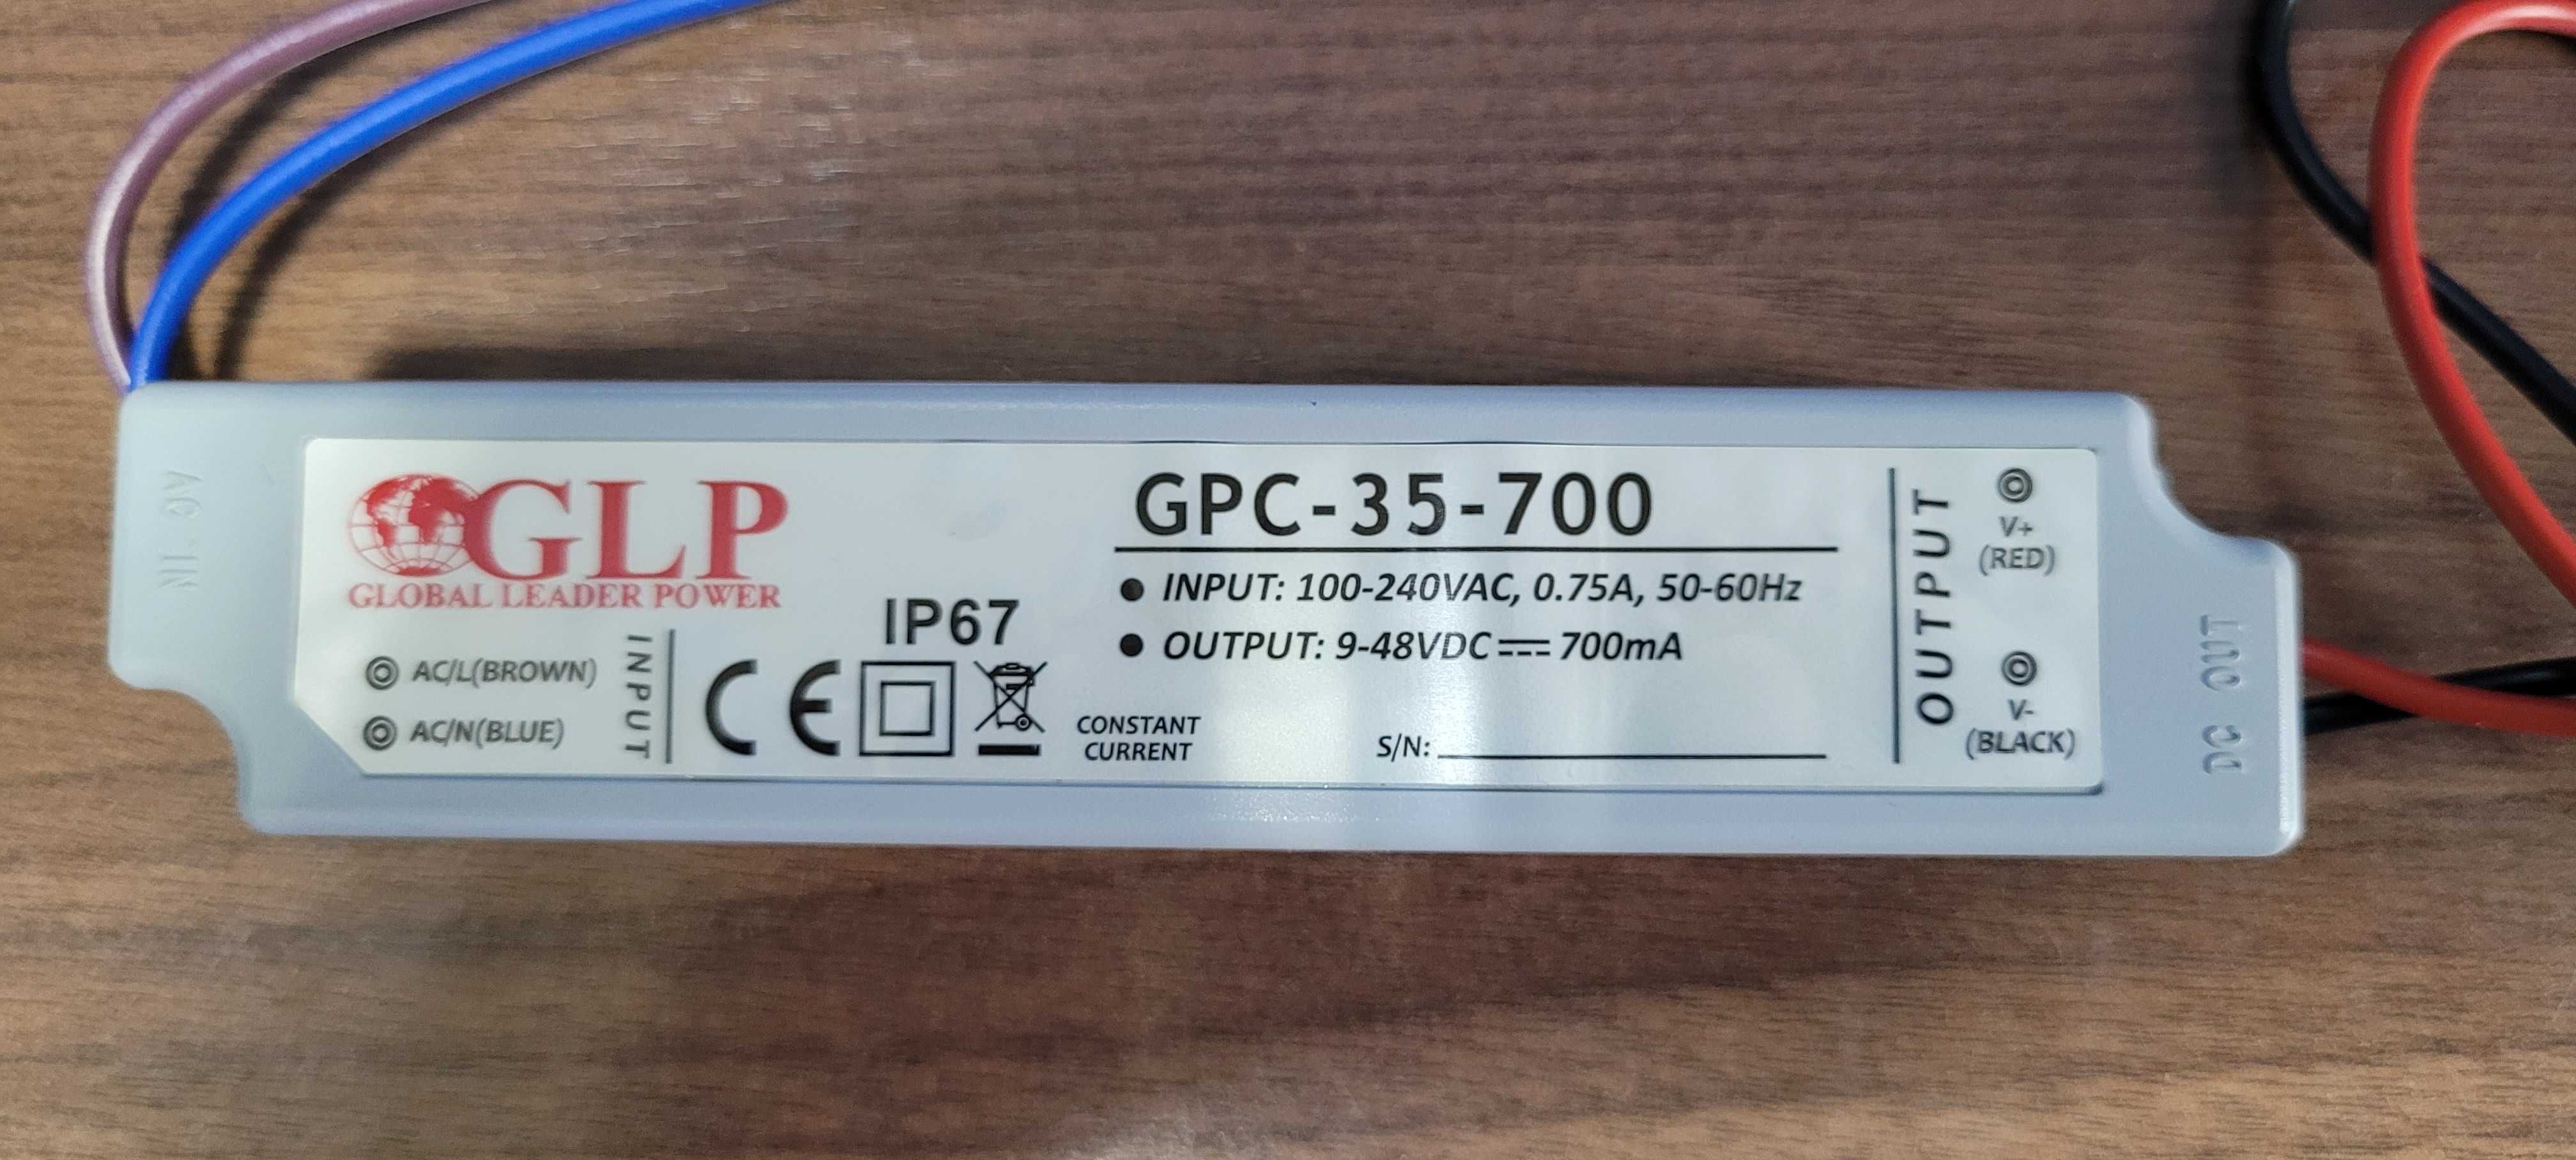 AC IN
GLP
GLOBAL LEADER POWER
AC/L(BROWN)
AC/N(BLUE)
INPUT
IP67
CE
CONSTANT
CURRENT
GPC-35-700
● INPUT: 100-240VAC, 0.75A, 50-60Hz
● OUTPUT: 9-48VDC⎓700mA
S/N:
OUTPUT
V+
(RED)
V-
(BLACK)
DC OUT